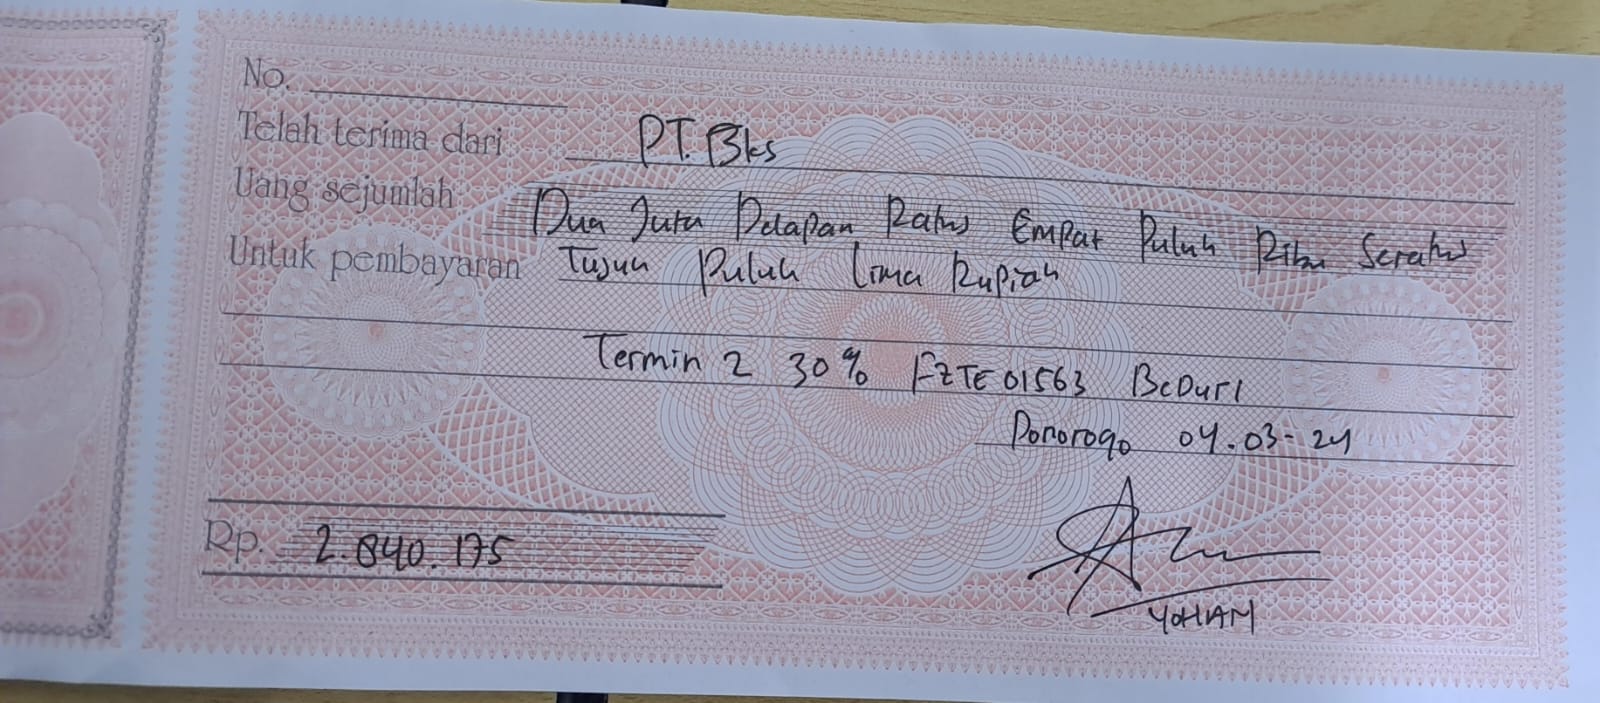 No.
Telah terima dari PT. Bks
Uang sejumlah Dua Juta Delapan Ratus Empat Puluh Ribu Seratus
Untuk pembayaran Tujuh Puluh Lima Rupiah
Termin 2 30% FZTE01563 BcDuri
Ponorogo 04.03-24
Rp. 2.840.175
YOHAM